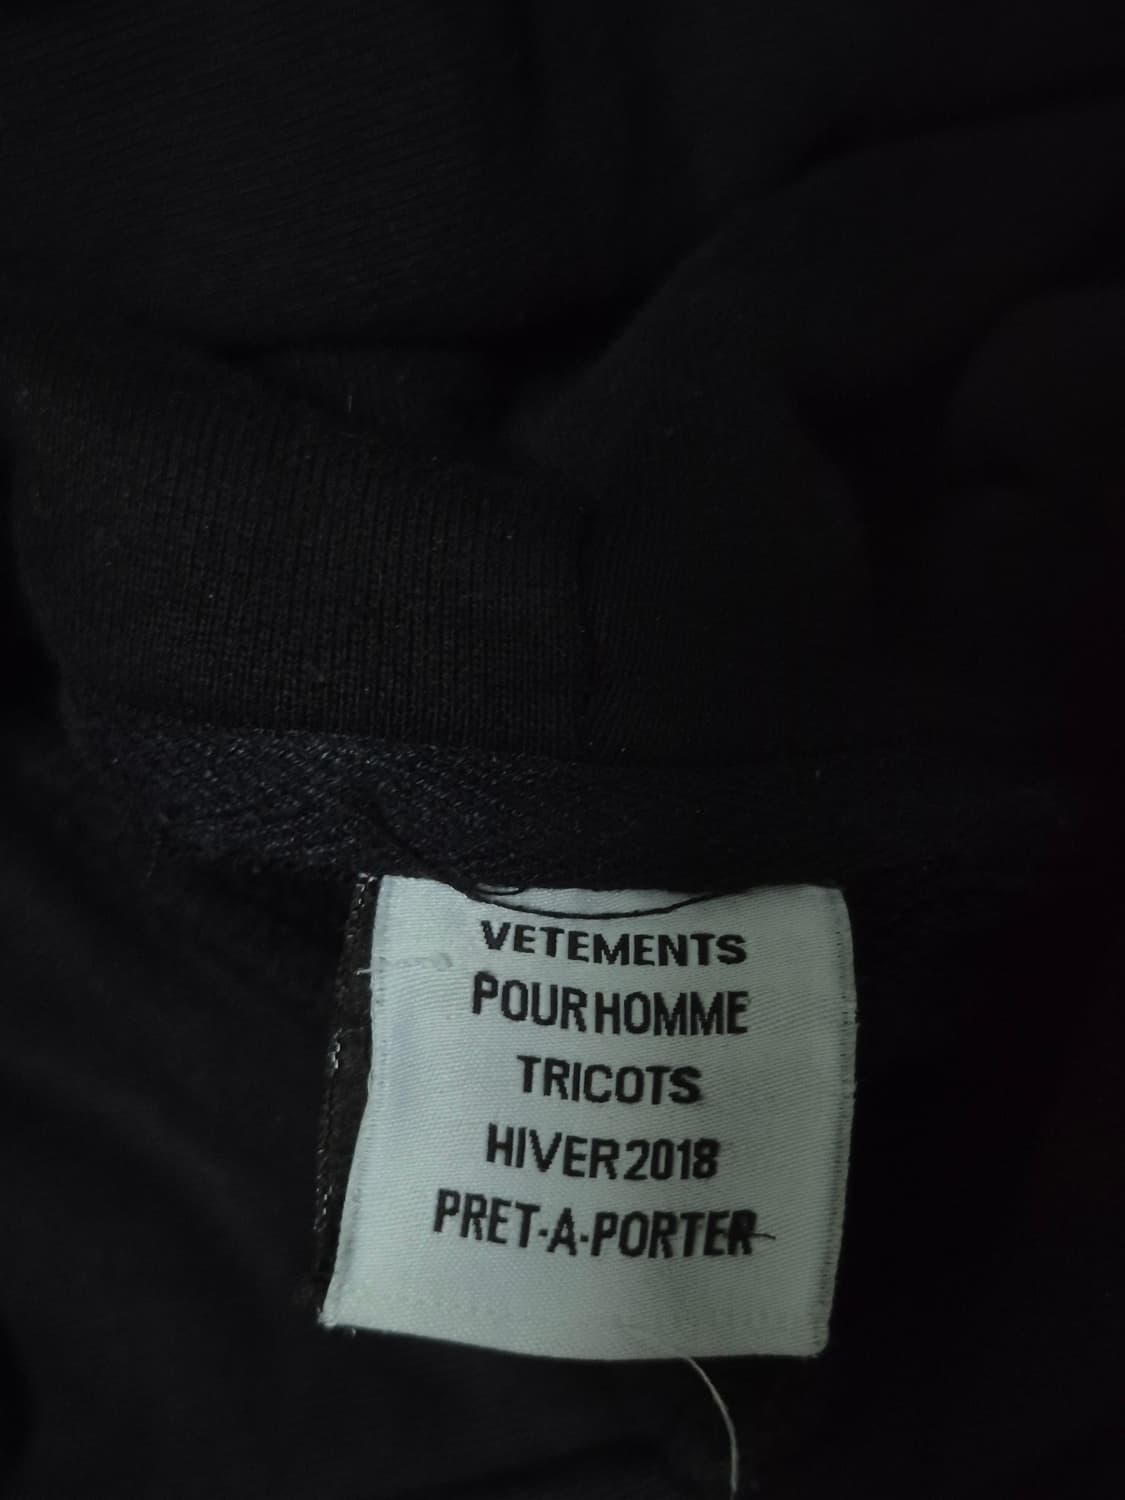 VETEMENTS
POUR HOMME
TRICOTS
HIVER 2018
PRET-A-PORTER